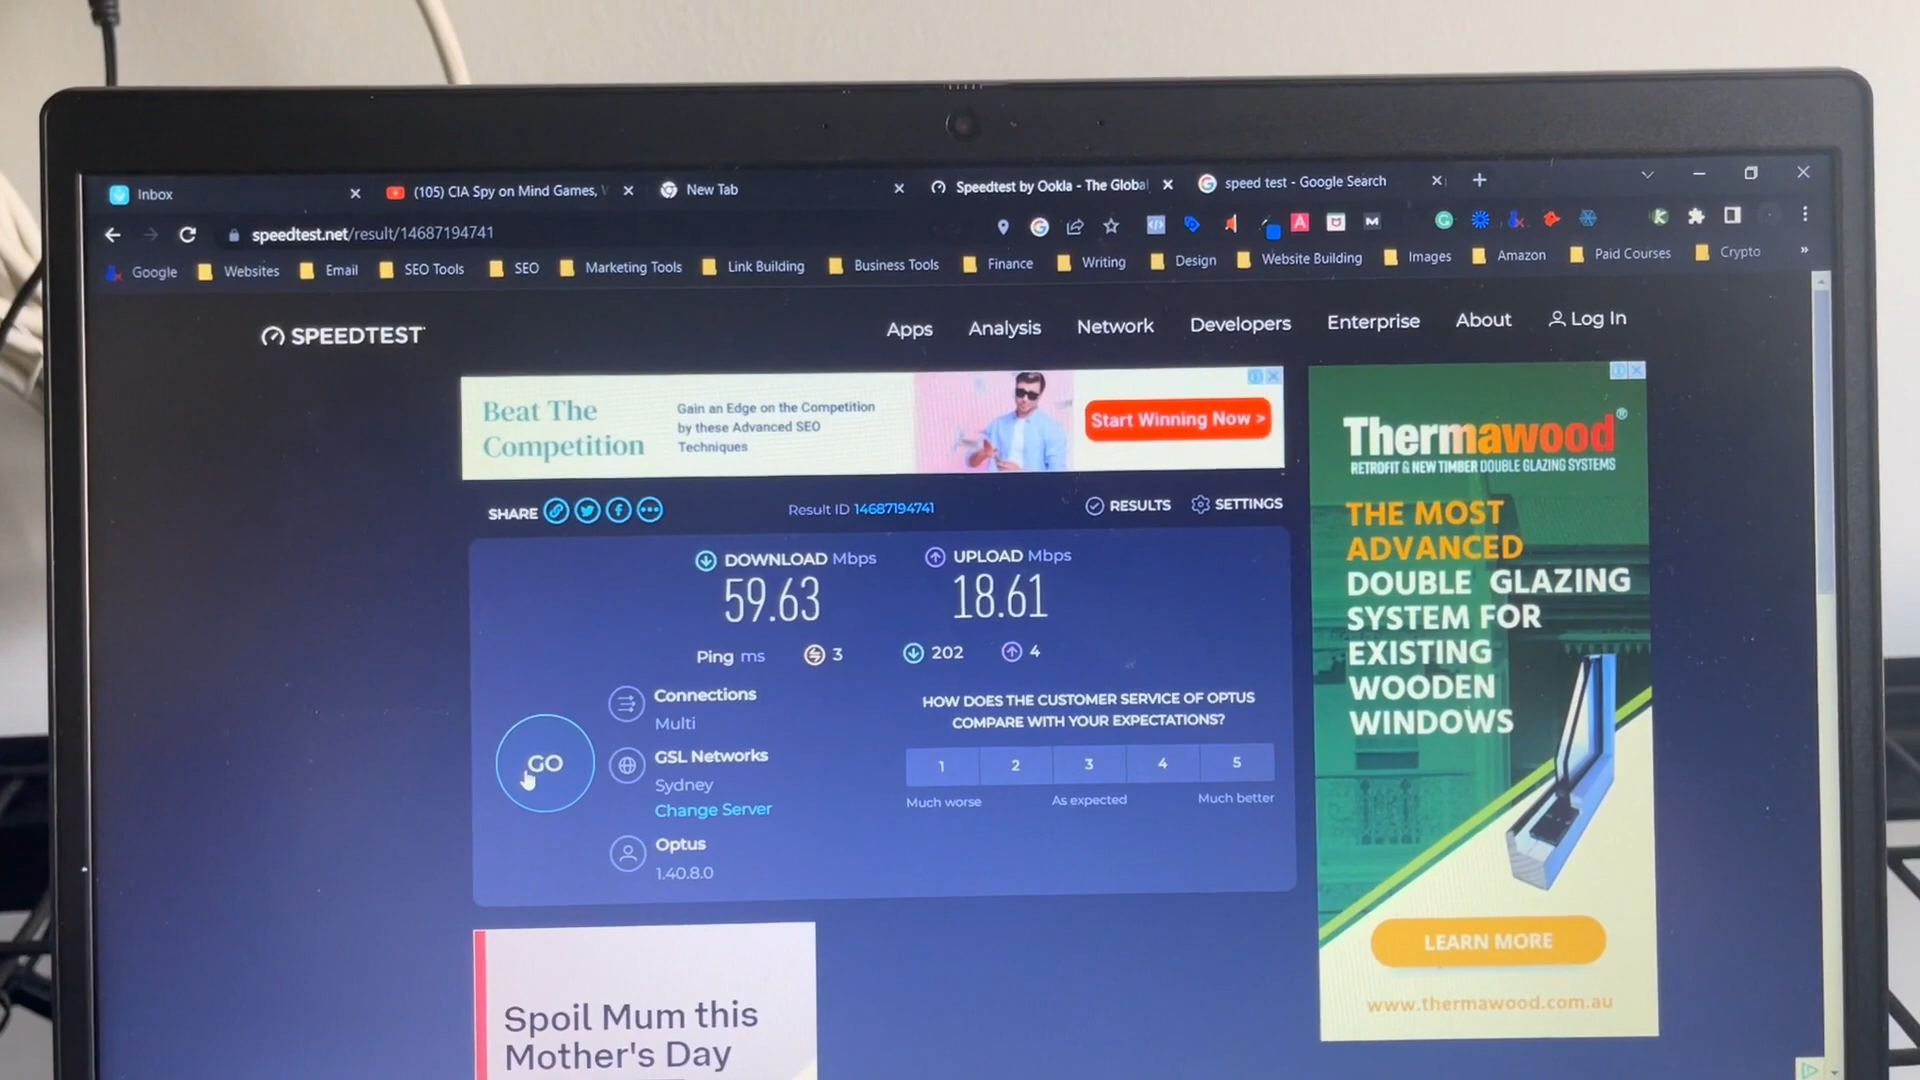 Inbox
(105) CIA Spy on Mind Games,
New Tab
Speedtest by Ookla - The Global
speed test - Google Search
speedtest.net/result/14687194741
Google
Websites
Email
SEO Tools
SEO
Marketing Tools
Link Building
Business Tools
Finance
Writing
Design
Website Building
Images
Amazon
Paid Courses
Crypto
»
SPEEDTEST
Apps
Analysis
Network
Developers
Enterprise
About
Log In
Beat The
Competition
Gain an Edge on the Competition
by these Advanced SEO
Techniques
Start Winning Now >
SHARE
Result ID 14687194741
RESULTS
SETTINGS
DOWNLOAD Mbps
59.63
UPLOAD Mbps
18.61
Ping ms
3
202
4
GO
Connections
Multi
GSL Networks
Sydney
Change Server
Optus
1.40.8.0
HOW DOES THE CUSTOMER SERVICE OF OPTUS
COMPARE WITH YOUR EXPECTATIONS?
1 2 3 4 5
Much worse As expected Much better
Thermawood®
RETROFIT & NEW TIMBER DOUBLE GLAZING SYSTEMS
THE MOST
ADVANCED
DOUBLE GLAZING
SYSTEM FOR
EXISTING
WOODEN
WINDOWS
LEARN MORE
www.thermawood.com.au
Spoil Mum this
Mother's Day